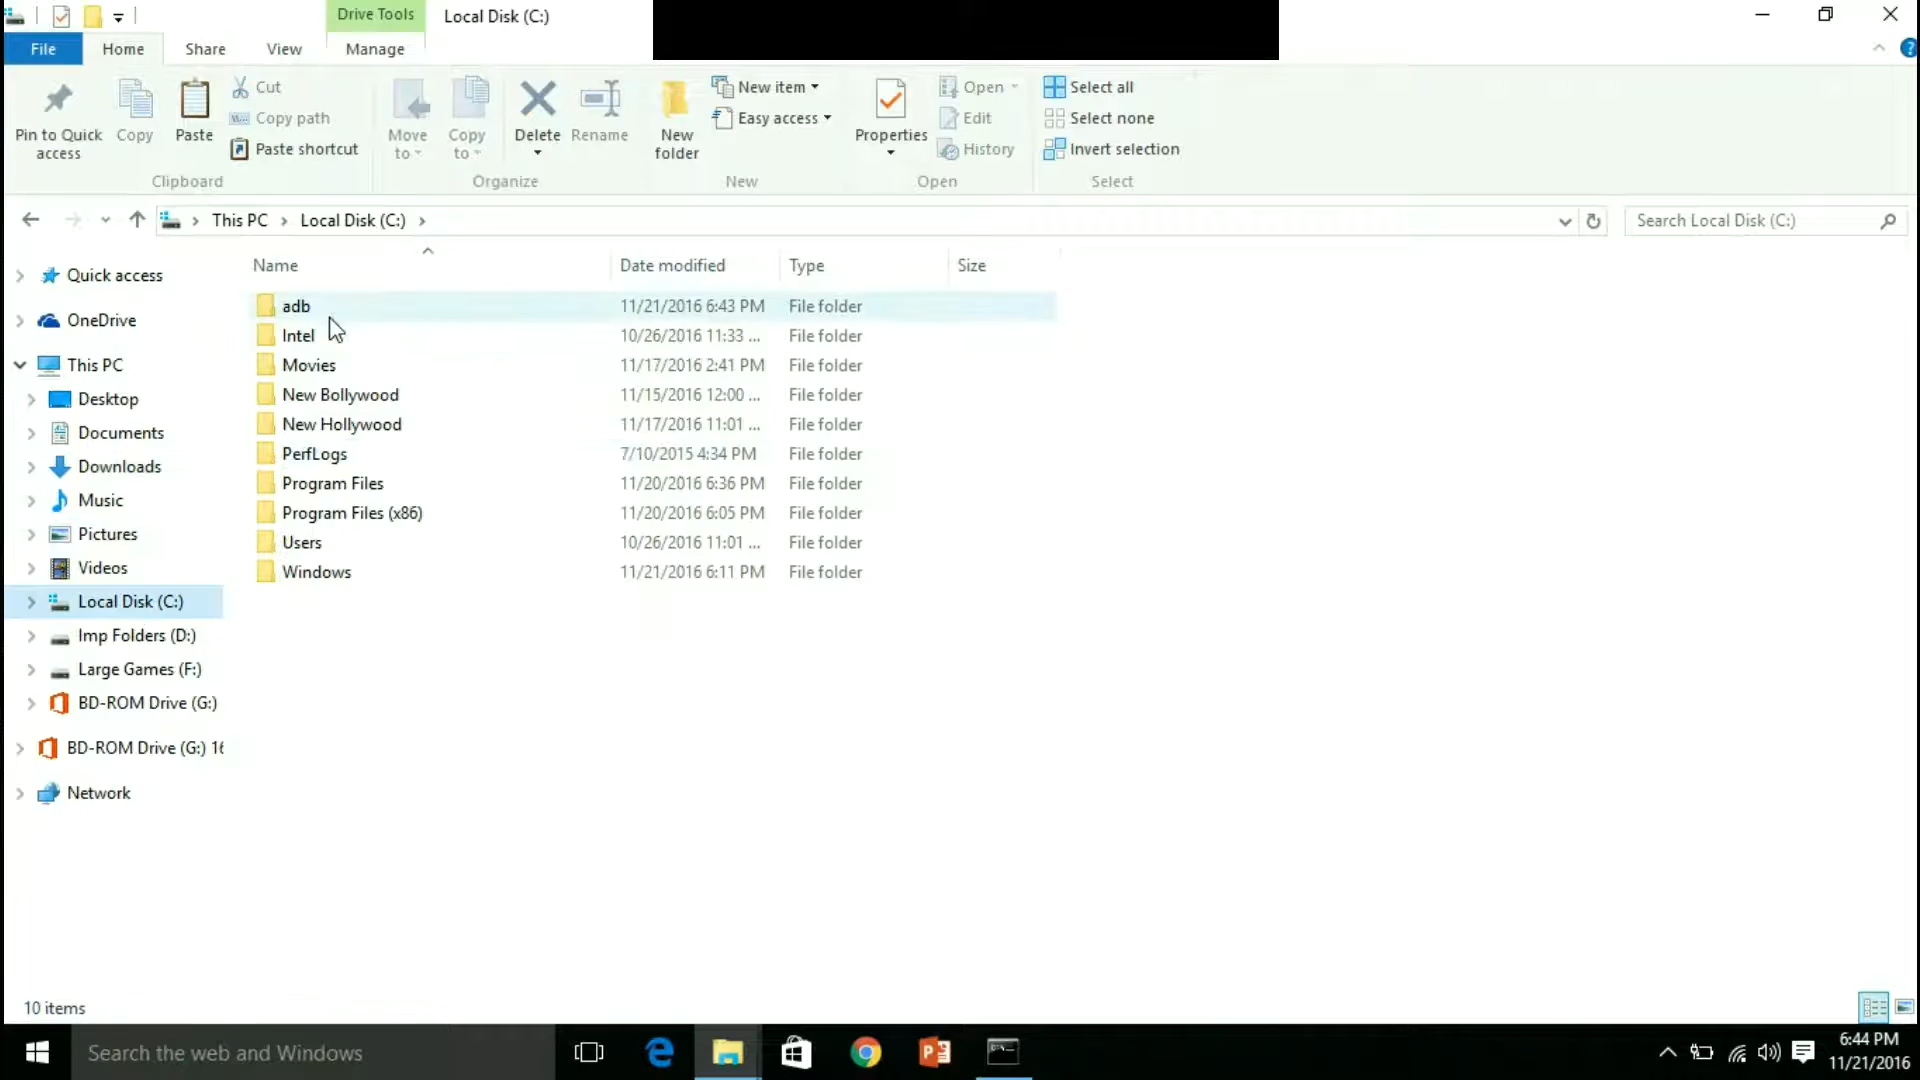 Drive Tools
Local Disk (C:)
File
Home
Share
View
Manage
?
Pin to Quick access
Copy
Paste
Cut
Copy path
Paste shortcut
Clipboard
Move to
Copy to
Delete
Rename
Organize
New folder
New item
Easy access
New
Properties
Open
Edit
History
Open
Select all
Select none
Invert selection
Select
This PC
Local Disk (C:)
Search Local Disk (C:)
Name
Date modified
Type
Size
adb 11/21/2016 6:43 PM File folder
Intel 10/26/2016 11:33 ... File folder
Movies 11/17/2016 2:41 PM File folder
New Bollywood 11/15/2016 12:00 ... File folder
New Hollywood 11/17/2016 11:01 ... File folder
PerfLogs 7/10/2015 4:34 PM File folder
Program Files 11/20/2016 6:36 PM File folder
Program Files (x86) 11/20/2016 6:05 PM File folder
Users 10/26/2016 11:01 ... File folder
Windows 11/21/2016 6:11 PM File folder
Quick access
OneDrive
This PC
Desktop
Documents
Downloads
Music
Pictures
Videos
Local Disk (C:)
Imp Folders (D:)
Large Games (F:)
BD-ROM Drive (G:)
BD-ROM Drive (G:) 16
Network
10 items
Search the web and Windows
6:44 PM
11/21/2016